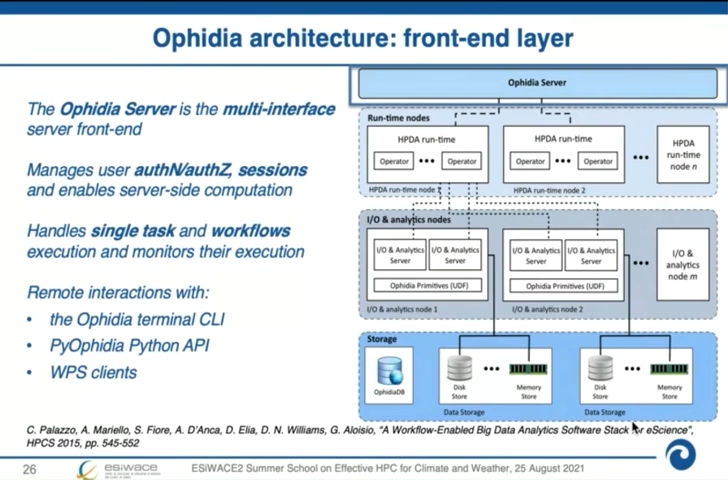 Ophidia architecture: front-end layer
The Ophidia Server is the multi-interface
server front-end
Manages user authN/authZ, sessions
and enables server-side computation
Handles single task and workflows
execution and monitors their execution
Remote interactions with:
• the Ophidia terminal CLI
• PyOphidia Python API
• WPS clients
Ophidia Server
Run-time nodes
HPDA run-time
Operator ••• Operator
HPDA run-time node 1
HPDA run-time
Operator ••• Operator
HPDA run-time node 2
•••
HPDA
run-time
node n
I/O & analytics nodes
I/O & Analytics
Server
I/O & Analytics
Server
Ophidia Primitives (UDF)
I/O & analytics node 1
I/O & Analytics
Server
I/O & Analytics
Server
Ophidia Primitives (UDF)
I/O & analytics node 2
•••
I/O &
analytics
node m
Storage
OphidiaDB
Disk
Store
•••
Memory
Store
Data Storage
Disk
Store
•••
Memory
Store
Data Storage
C. Palazzo, A. Mariello, S. Fiore, A. D'Anca, D. Elia, D. N. Williams, G. Aloisio, "A Workflow-Enabled Big Data Analytics Software Stack for eScience",
HPCS 2015, pp. 545-552
26
esiwace
ESiWACE2 Summer School on Effective HPC for Climate and Weather, 25 August 2021